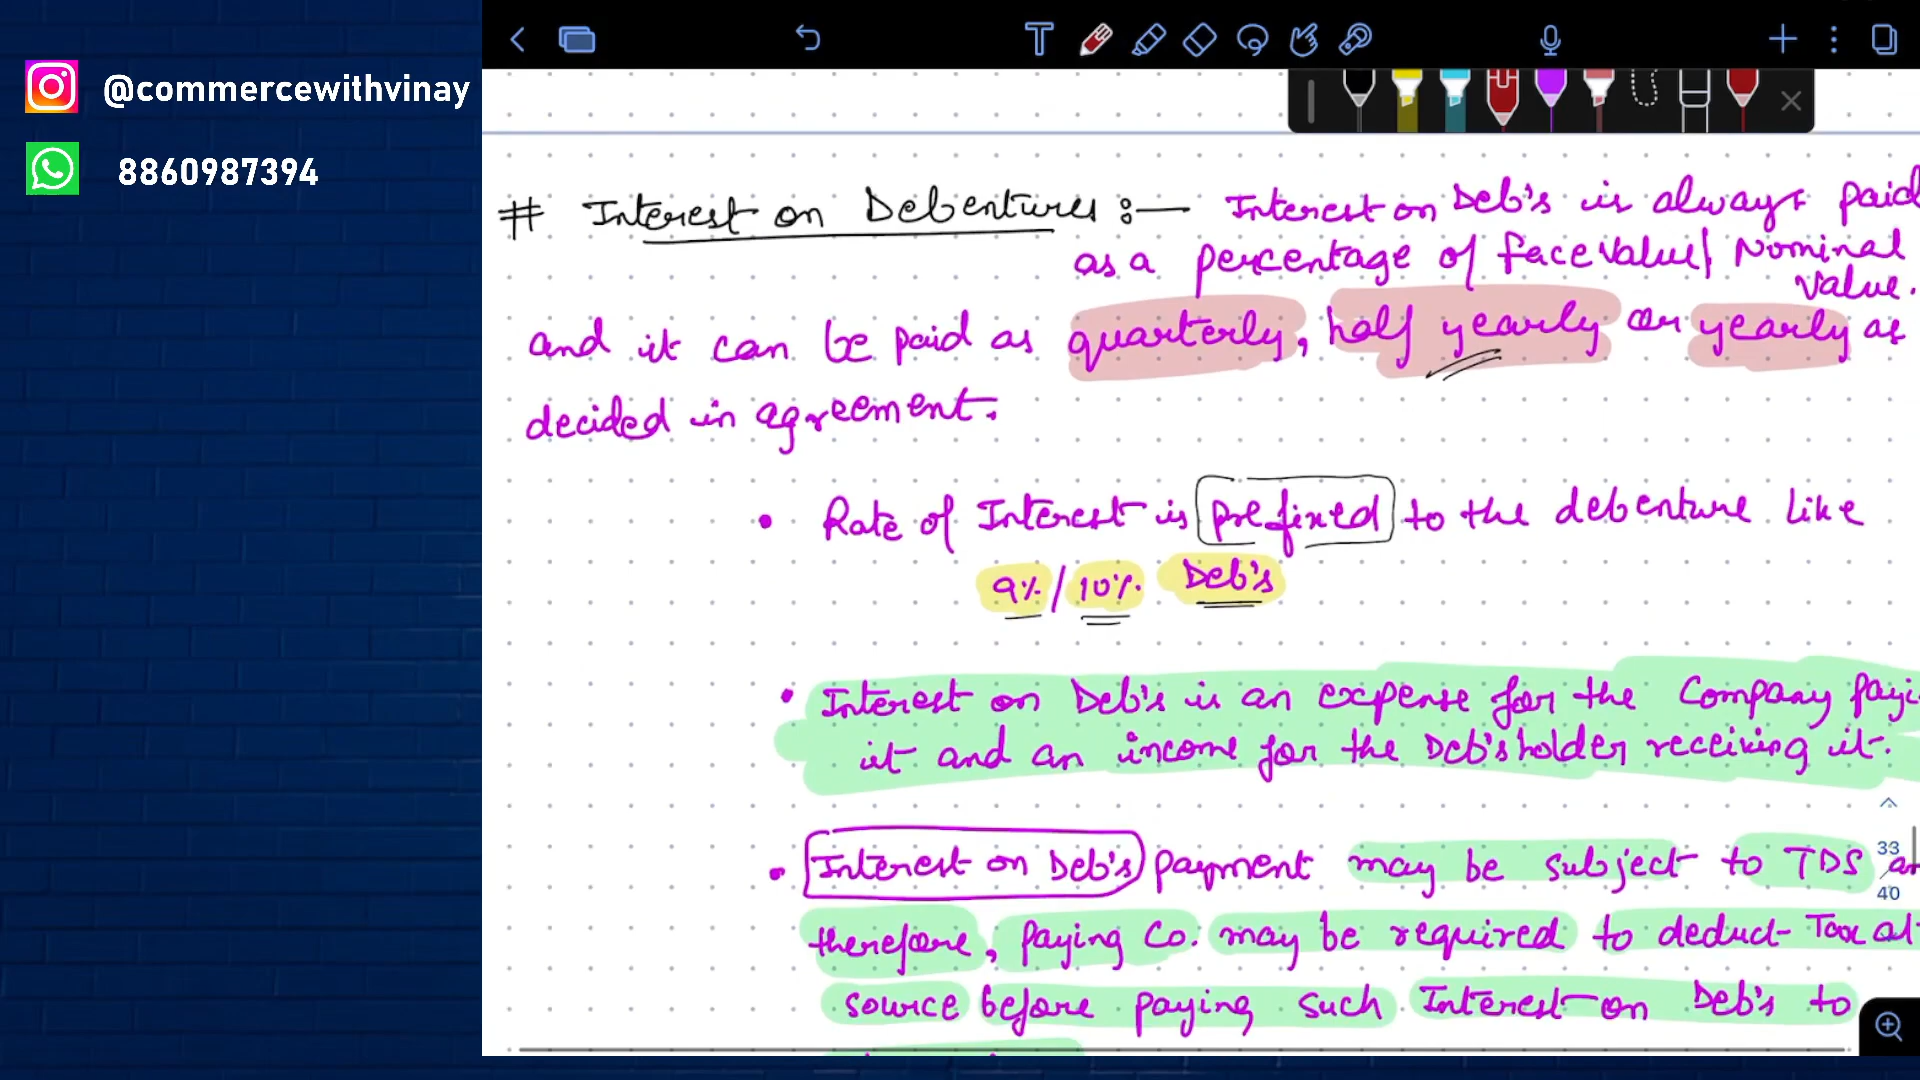 @commercewithvinay
8860987394
# Interest on Debentures :— Interest on Deb's is always paid
as a percentage of face value/ Nominal
value.
and it can be paid as quarterly, half yearly or yearly as
decided in agreement.
• Rate of Interest is prefixed to the debenture like
9%/10% Deb's
• Interest on Deb's is an expense for the Company payi
it and an income for the Deb's holder receiving it.
• Interest on Deb's payment may be subject to TDS an
therefore, paying Co. may be required to deduct Tax at
source before paying such Interest on Deb's to
33
40